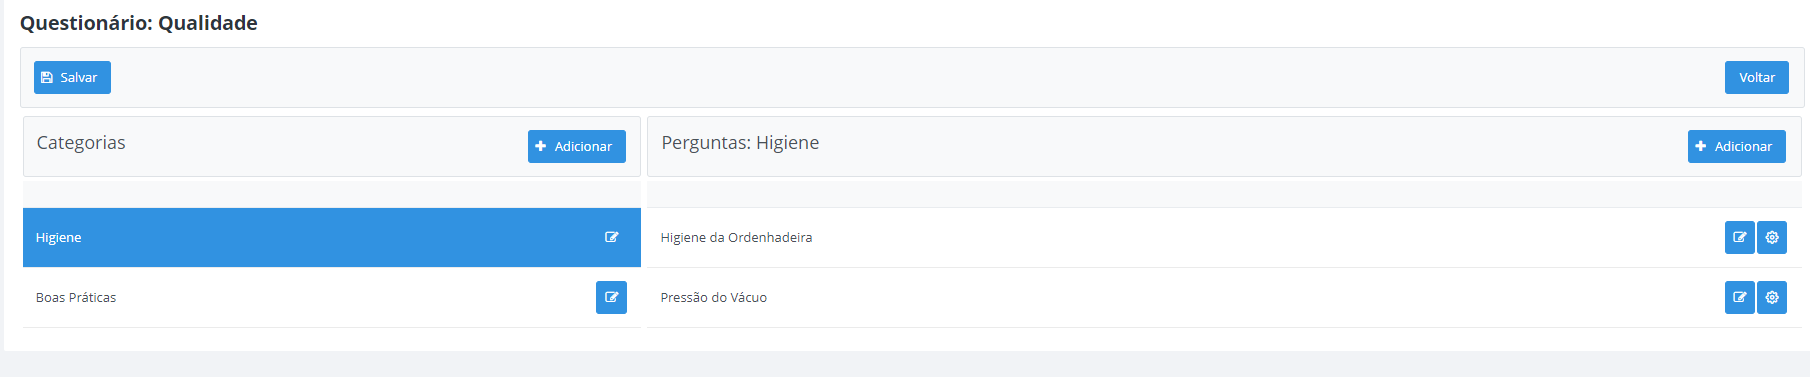 Questionário: Qualidade
Salvar
Voltar
Categorias
Adicionar
Perguntas: Higiene
Adicionar
Higiene
Higiene da Ordenhadeira
Boas Práticas
Pressão do Vácuo